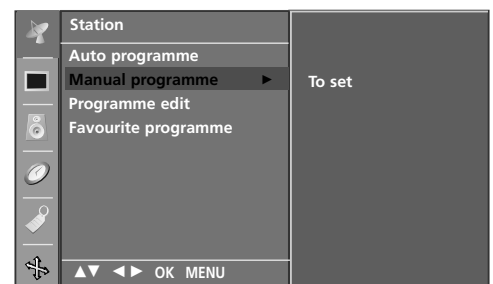 Station
Auto programme
Manual programme ► To set
Programme edit
Favourite programme
▲▼ ◄► OK MENU